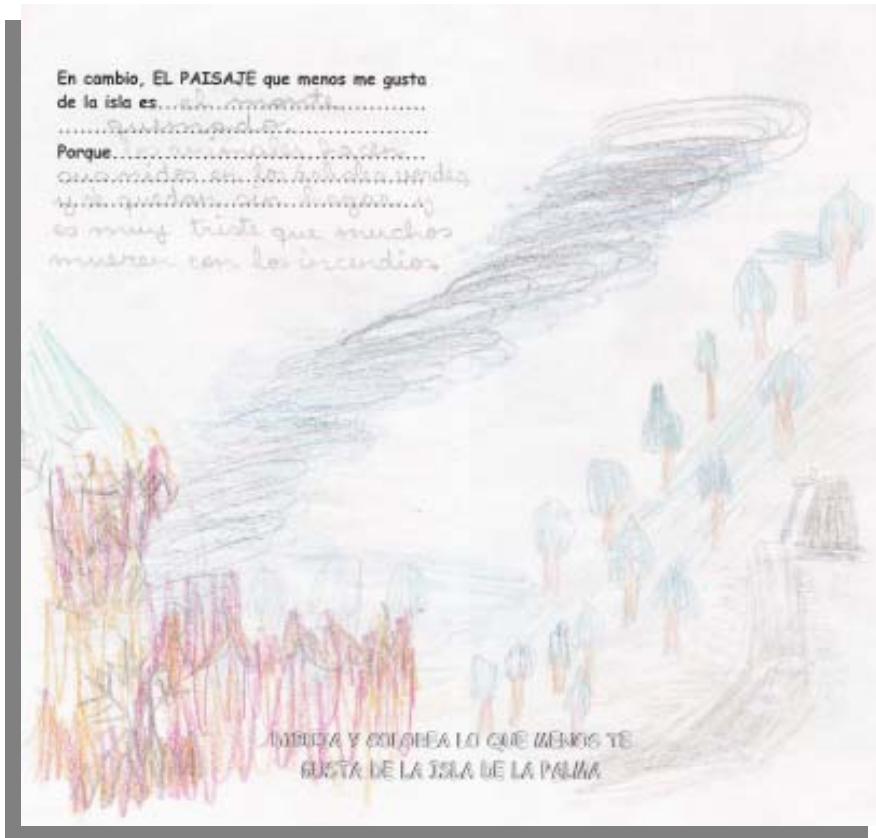 En cambio, EL PAISAJE que menos me gusta
de la isla es el monte
quemado.
Porque los animales hacen
sus nidos en los árboles verdes
y se quedan sin hogar y
es muy triste que muchos
mueren con los incendios
DIBUJA Y COLOREA LO QUE MENOS TE
GUSTA DE LA ISLA DE LA PALMA